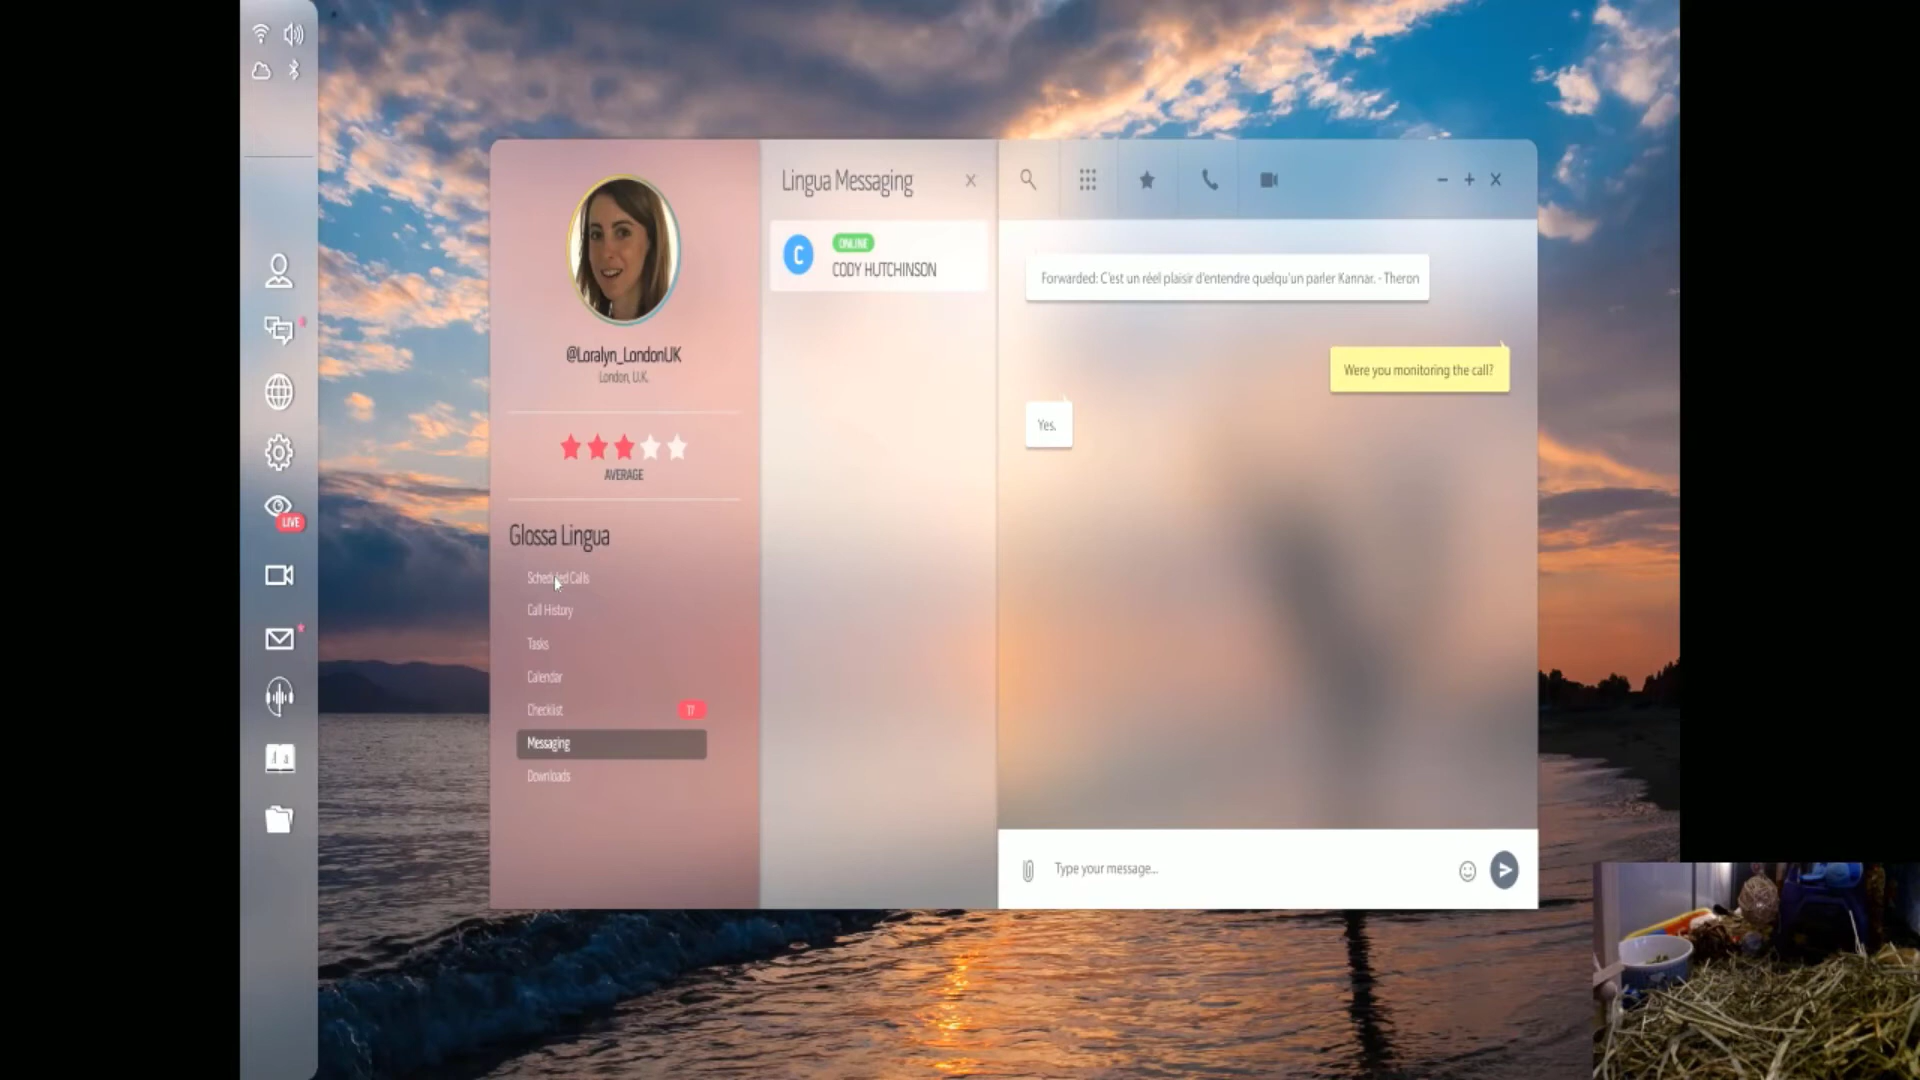 @Loralyn_LondonUK
London, U.K.
AVERAGE
Glossa Lingua
Scheduled Calls
Call History
Tasks
Calendar
Checklist
17
Messaging
Downloads
LIVE
Lingua Messaging
C
ONLINE
CODY HUTCHINSON
Forwarded: C'est un réel plaisir d'entendre quelqu'un parler Kannar. - Theron
Were you monitoring the call?
Yes.
Type your message...